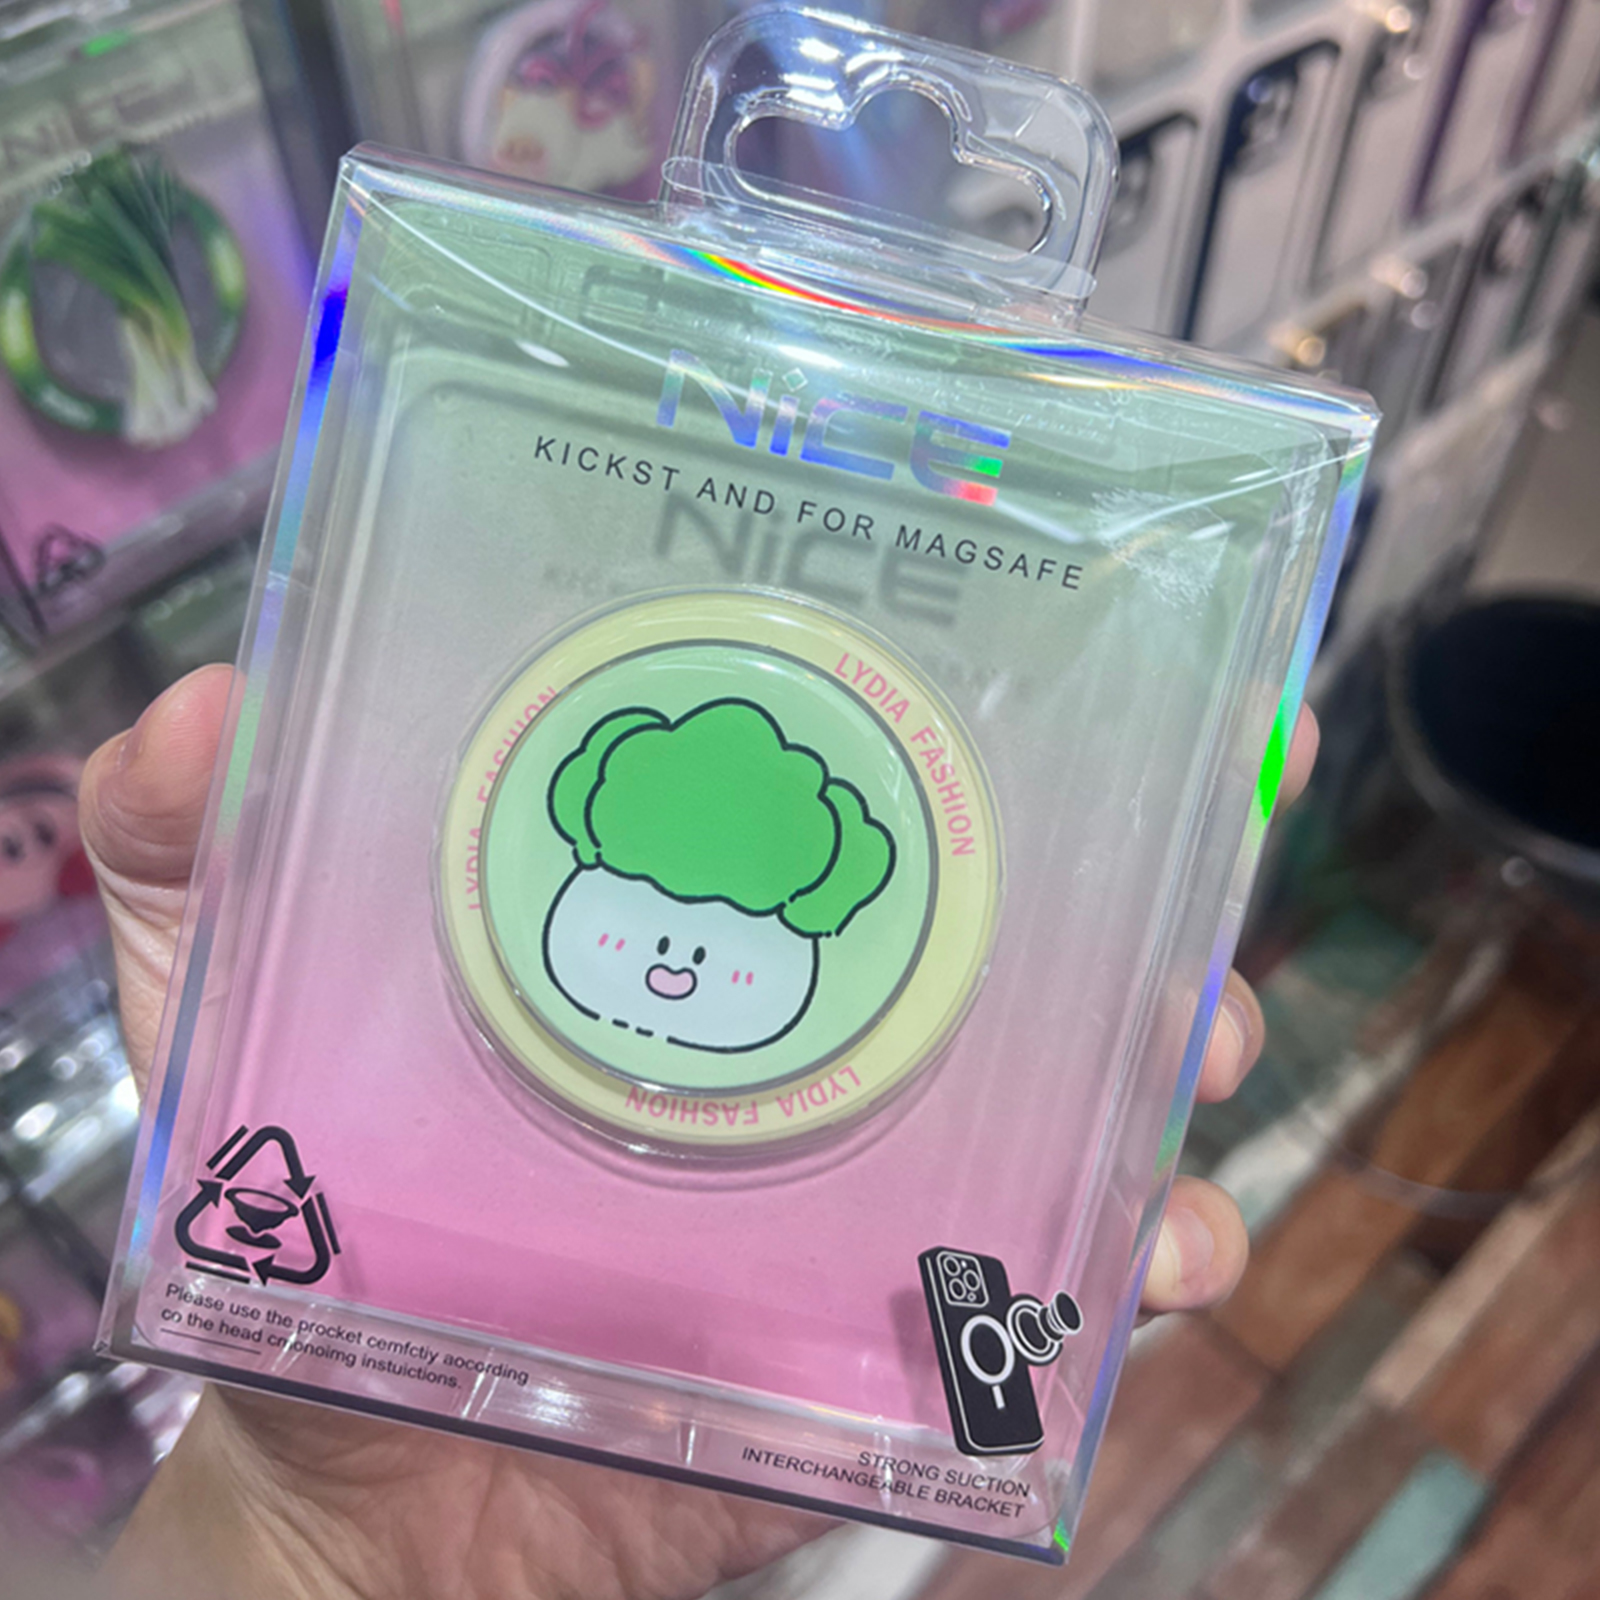 NiCE
KICKST AND FOR MAGSAFE
LYDIA FASHION
LYDIA FASHION
LYDIA FASHION
Please use the procket cemfctiy aocording
co the head cmonoimg instuictions.
STRONG SUCTION
INTERCHANGEABLE BRACKET